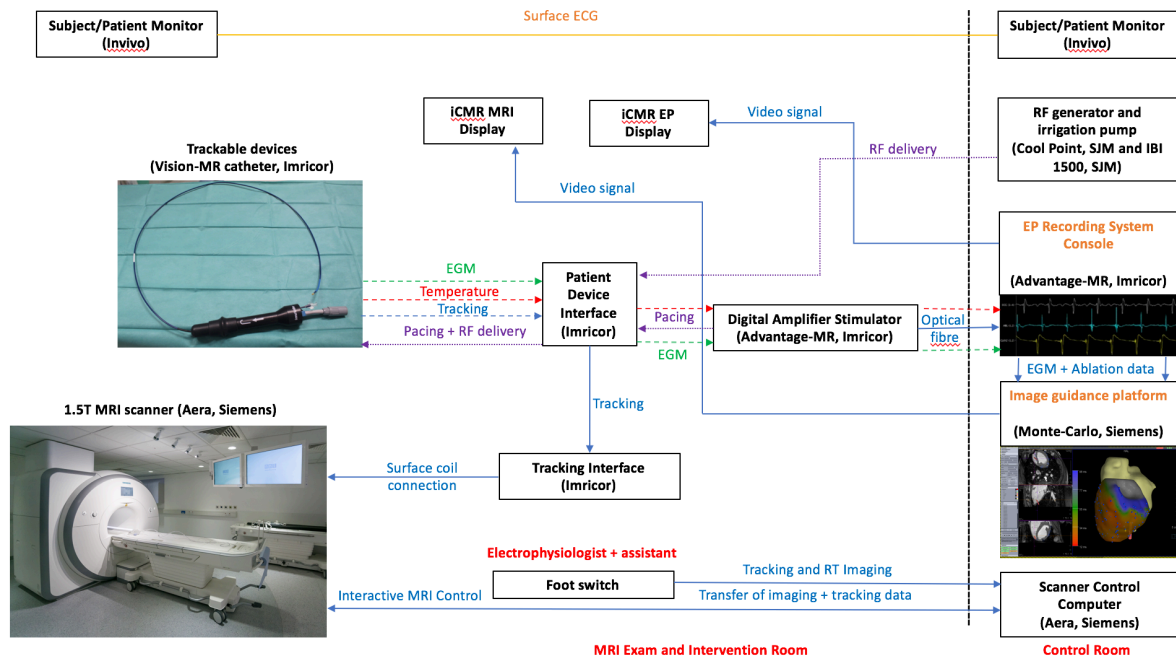 Surface ECG
Subject/Patient Monitor
(Invivo)
Subject/Patient Monitor
(Invivo)
iCMR MRI
Display
iCMR EP
Display
Video signal
RF generator and
irrigation pump
(Cool Point, SJM and IBI
1500, SJM)
RF delivery
Trackable devices
(Vision-MR catheter, Imricor)
Video signal
EP Recording System
Console
(Advantage-MR, Imricor)
EGM
Temperature
Tracking
Pacing + RF delivery
Patient
Device
Interface
(Imricor)
Pacing
EGM
Digital Amplifier Stimulator
(Advantage-MR, Imricor)
Optical
fibre
EGM + Ablation data
Image guidance platform
(Monte-Carlo, Siemens)
Tracking
1.5T MRI scanner (Aera, Siemens)
Surface coil
connection
Tracking Interface
(Imricor)
Electrophysiologist + assistant
Foot switch
Tracking and RT Imaging
Interactive MRI Control
Transfer of imaging + tracking data
Scanner Control
Computer
(Aera, Siemens)
MRI Exam and Intervention Room
Control Room